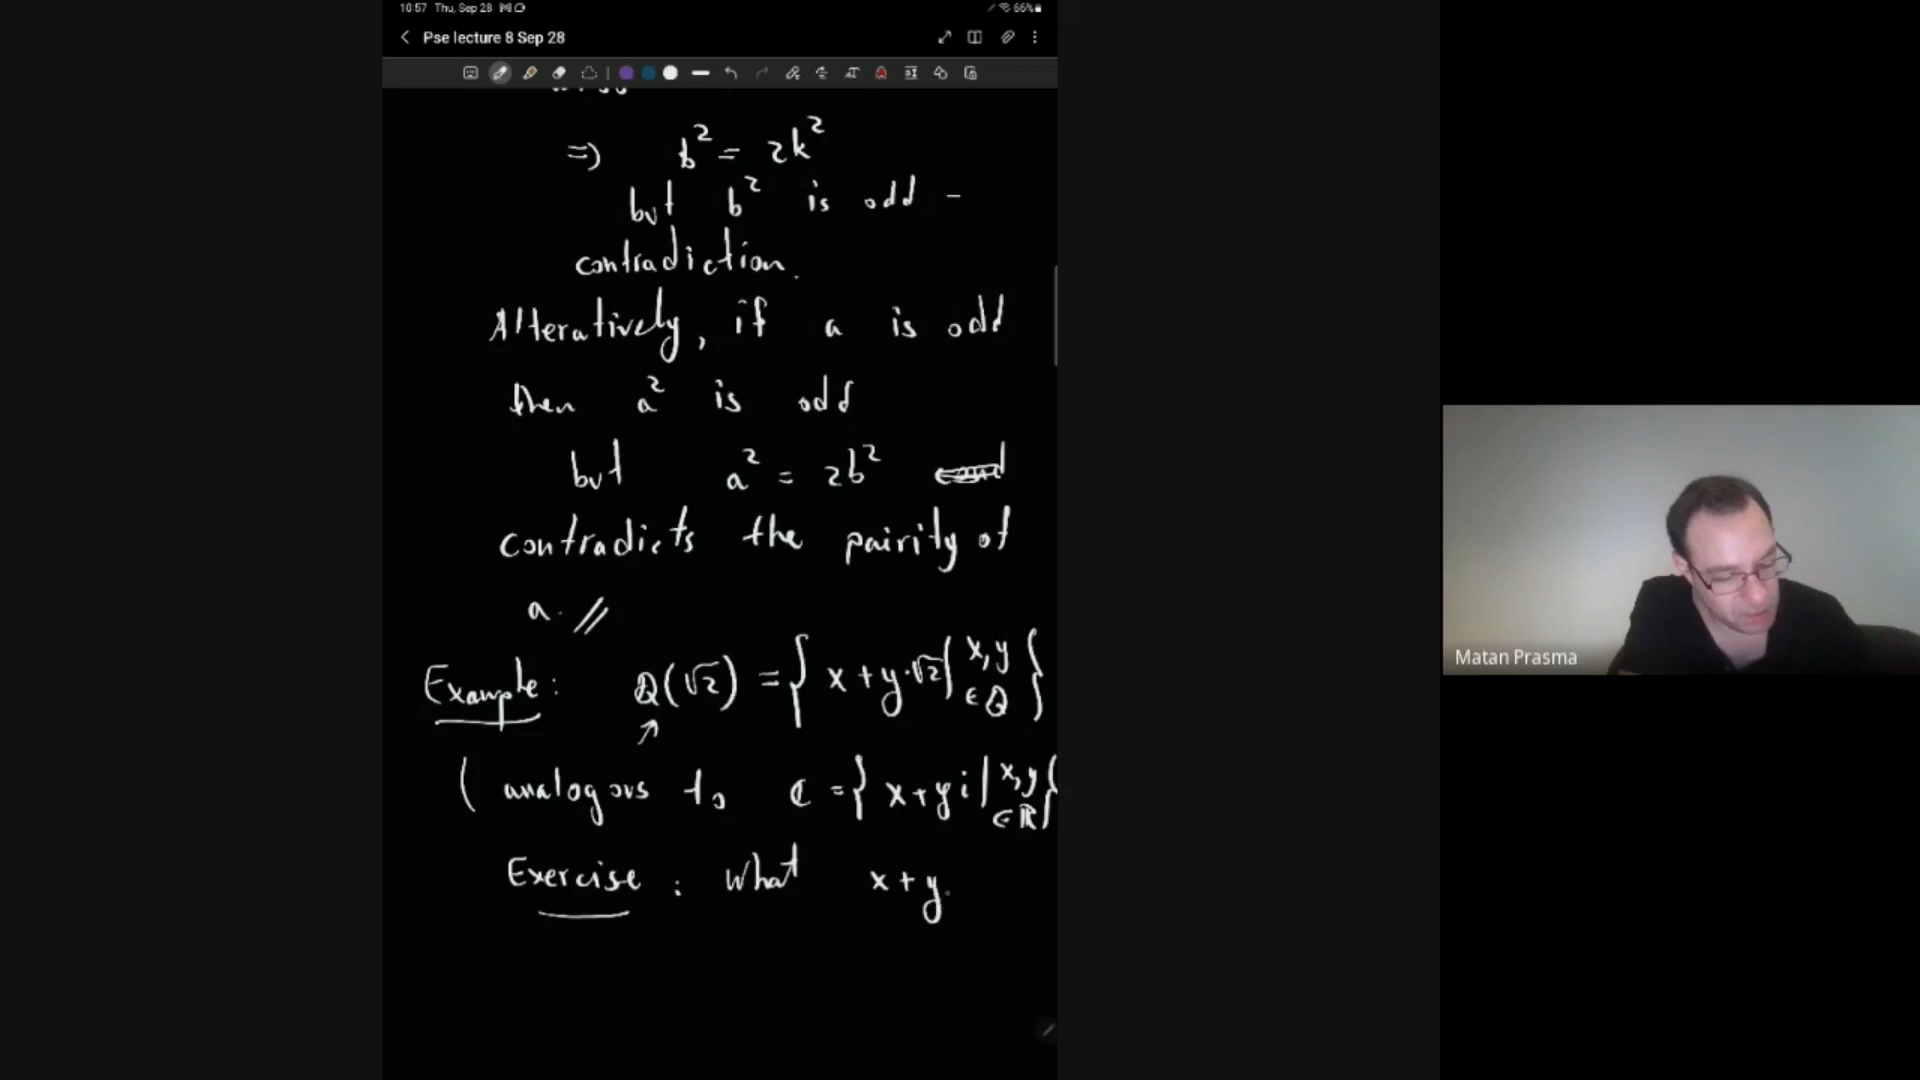 10:57 Thu, Sep 28
66%
Pse lecture 8 Sep 28
=> b² = 2k²
but b² is odd -
contradiction.
Alteratively, if a is odd
then a² is odd
but a² = 2b²
contradicts the pairity of
a. //
Example: ℚ(√2) = { x + y·√2 | x,y ∈ ℚ }
( analogous to ℂ = { x + yi | x,y ∈ ℝ }
Exercise : What x + y.
Matan Prasma